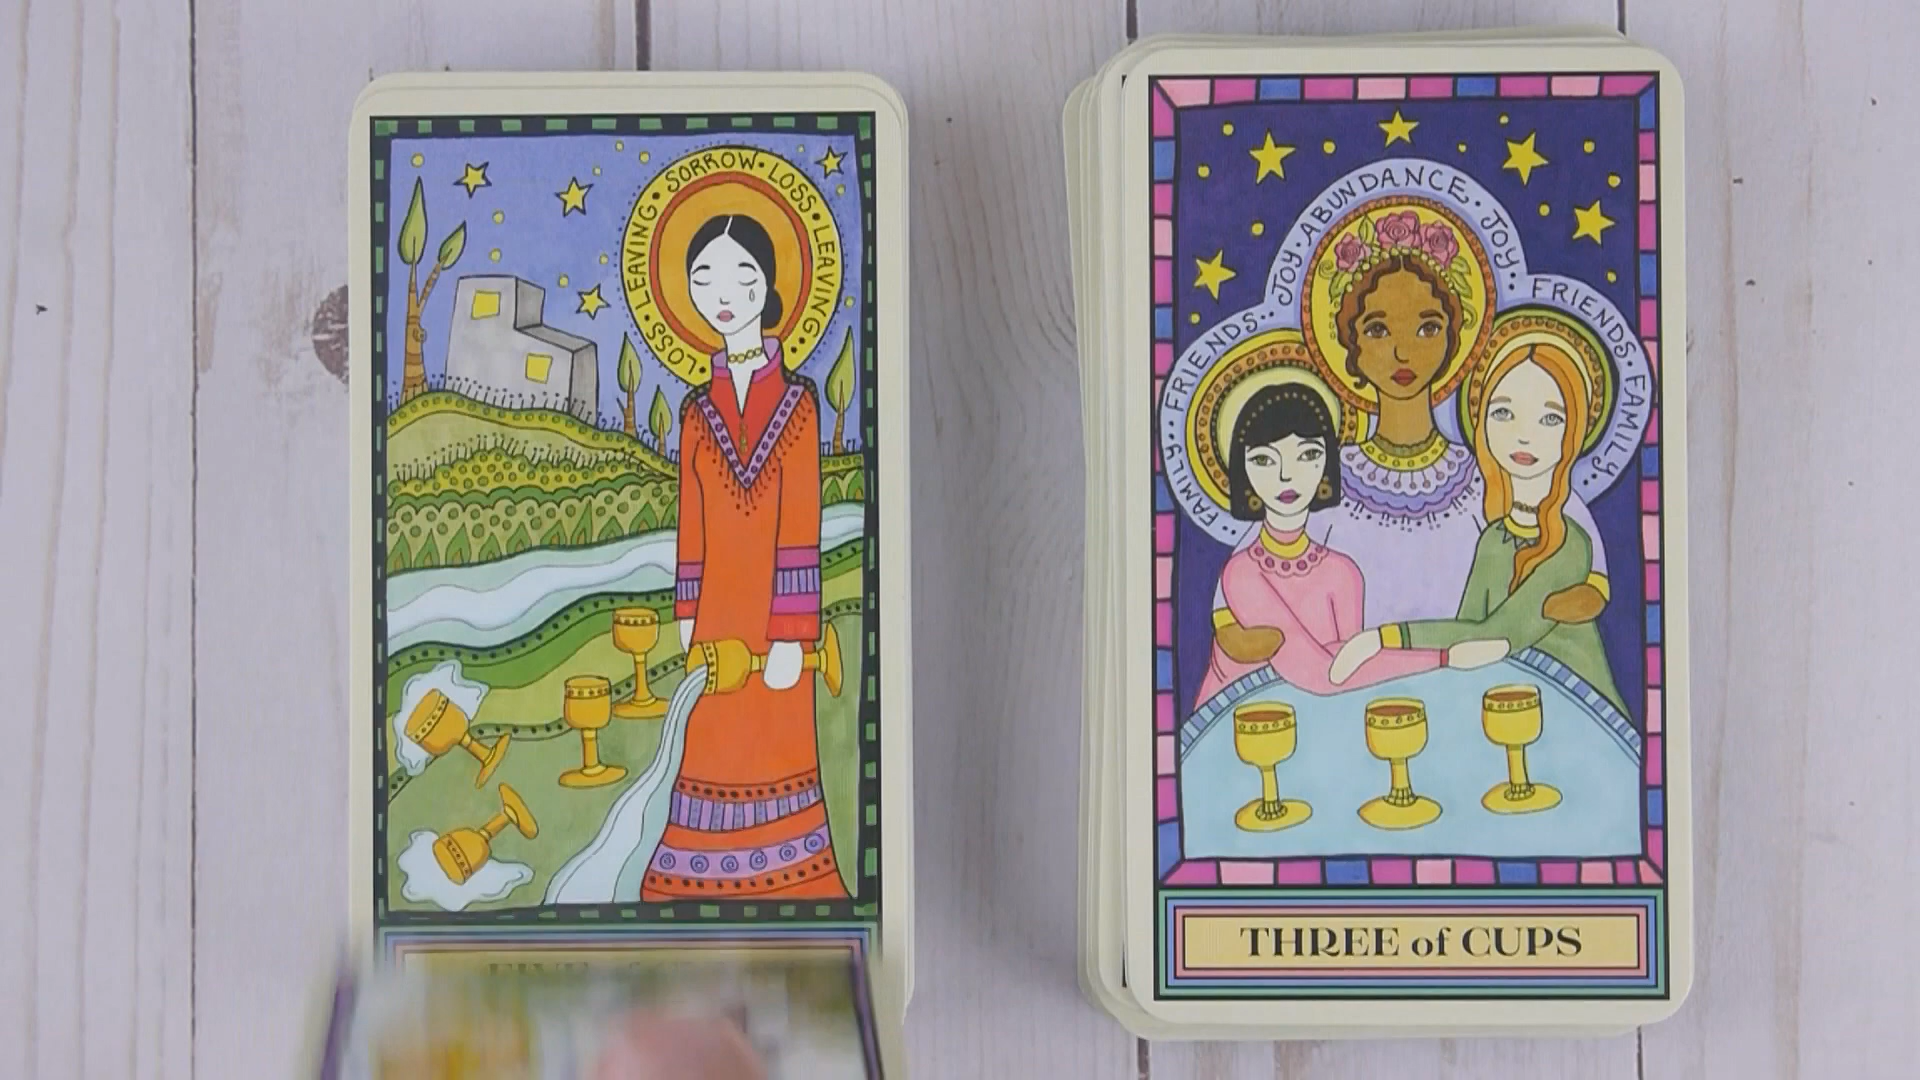 LOSS • LEAVING • SORROW • LOSS • LEAVING • • •
FAMILY • • FRIENDS • • JOY • ABUNDANCE • JOY • • FRIENDS • FAMILY • •
THREE of CUPS